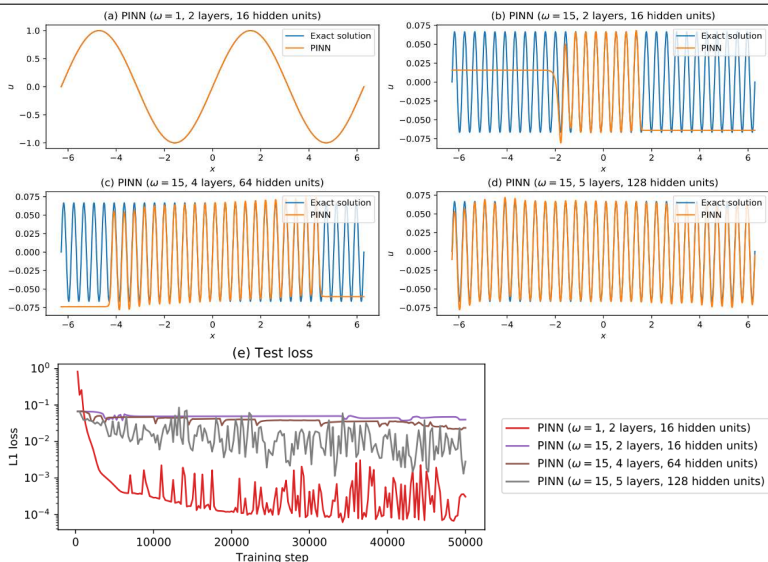 (a) PINN (ω = 1, 2 layers, 16 hidden units)
1.0
0.5
0.0
−0.5
−1.0
u
Exact solution
PINN
−6 −4 −2 0 2 4 6
x
(b) PINN (ω = 15, 2 layers, 16 hidden units)
0.075
0.050
0.025
0.000
−0.025
−0.050
−0.075
u
Exact solution
PINN
−6 −4 −2 0 2 4 6
x
(c) PINN (ω = 15, 4 layers, 64 hidden units)
0.075
0.050
0.025
0.000
−0.025
−0.050
−0.075
u
Exact solution
PINN
−6 −4 −2 0 2 4 6
x
(d) PINN (ω = 15, 5 layers, 128 hidden units)
0.075
0.050
0.025
0.000
−0.025
−0.050
−0.075
u
Exact solution
PINN
−6 −4 −2 0 2 4 6
x
(e) Test loss
10⁰
10⁻¹
10⁻²
10⁻³
10⁻⁴
L1 loss
0 10000 20000 30000 40000 50000
Training step
PINN (ω = 1, 2 layers, 16 hidden units)
PINN (ω = 15, 2 layers, 16 hidden units)
PINN (ω = 15, 4 layers, 64 hidden units)
PINN (ω = 15, 5 layers, 128 hidden units)